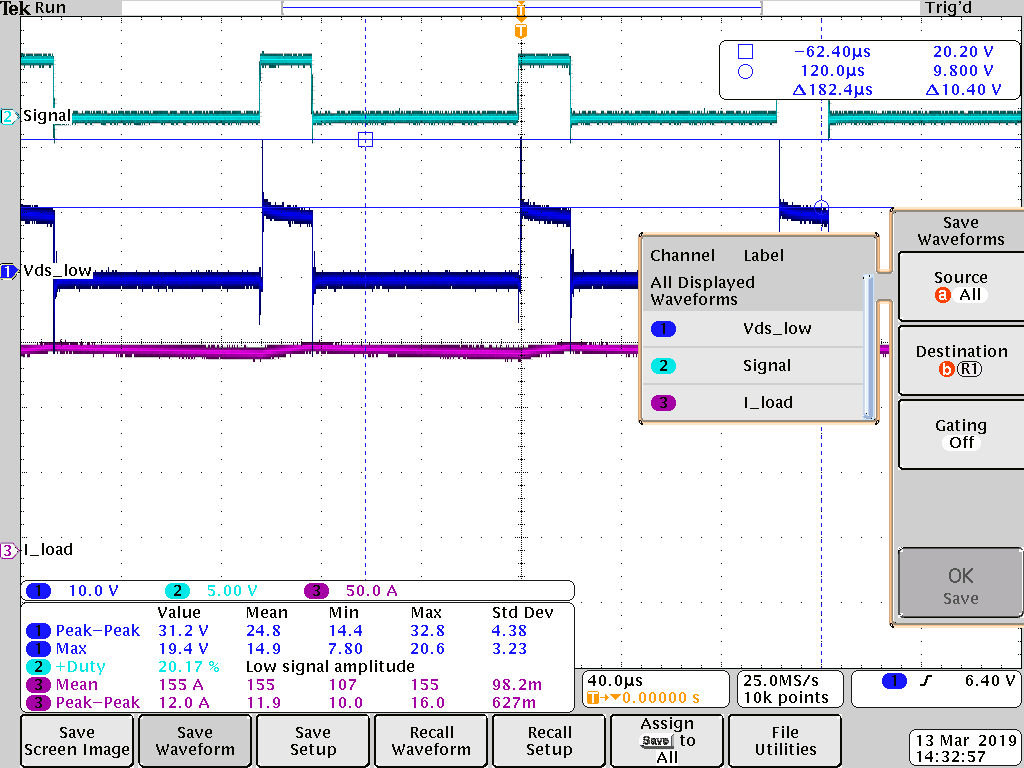 Tek Run Trig'd
T
T
−62.40µs 20.20 V
120.0µs 9.800 V
Δ182.4µs Δ10.40 V
2 Signal
1 Vds_low
3 I_load
Channel Label
All Displayed
Waveforms
1 Vds_low
2 Signal
3 I_load
Save
Waveforms
Source
a All
Destination
b R1
Gating
Off
OK
Save
1 10.0 V 2 5.00 V 3 50.0 A
Value Mean Min Max Std Dev
1 Peak−Peak 31.2 V 24.8 14.4 32.8 4.38
1 Max 19.4 V 14.9 7.80 20.6 3.23
2 +Duty 20.17 % Low signal amplitude
3 Mean 155 A 155 107 155 98.2m
3 Peak−Peak 12.0 A 11.9 10.0 16.0 627m
40.0µs
T→▼0.00000 s
25.0MS/s
10k points
1 6.40 V
Save
Screen Image
Save
Waveform
Save
Setup
Recall
Waveform
Recall
Setup
Assign
Save to
All
File
Utilities
13 Mar 2019
14:32:57